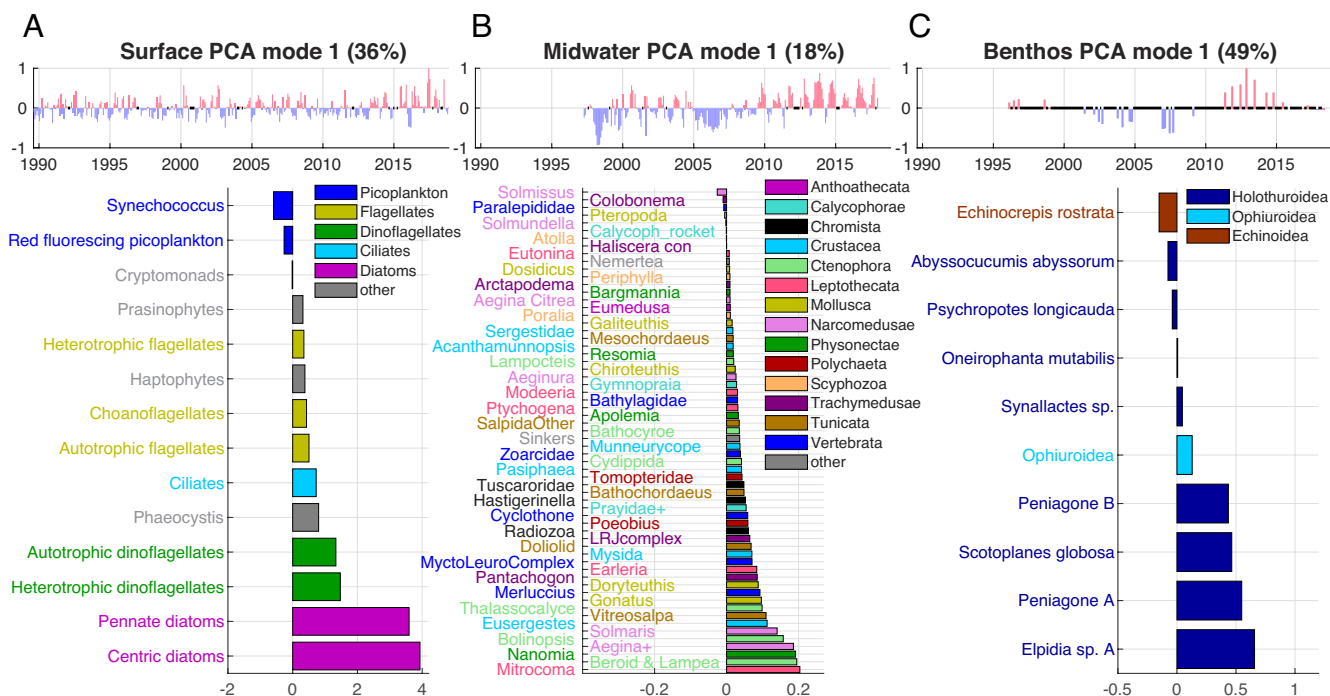 A
B
C
Surface PCA mode 1 (36%)
Midwater PCA mode 1 (18%)
Benthos PCA mode 1 (49%)
1
0
-1
1990 1995 2000 2005 2010 2015
1
0
-1
1990 1995 2000 2005 2010 2015
1
0
-1
1990 1995 2000 2005 2010 2015
Synechococcus
Red fluorescing picoplankton
Cryptomonads
Prasinophytes
Heterotrophic flagellates
Haptophytes
Choanoflagellates
Autotrophic flagellates
Ciliates
Phaeocystis
Autotrophic dinoflagellates
Heterotrophic dinoflagellates
Pennate diatoms
Centric diatoms
Picoplankton
Flagellates
Dinoflagellates
Ciliates
Diatoms
other
-2 0 2 4
Solmissus
Colobonema
Paralepididae
Pteropoda
Solmundella
Calycoph_rocket
Atolla
Haliscera con
Eutonina
Nemertea
Dosidicus
Periphylla
Arctapodema
Bargmannia
Aegina Citrea
Eumedusa
Poralia
Galiteuthis
Sergestidae
Mesochordaeus
Acanthamunnopsis
Resomia
Lampocteis
Chiroteuthis
Aeginura
Gymnopraia
Modeeria
Bathylagidae
Ptychogena
Apolemia
SalpidaOther
Bathocyroe
Sinkers
Munneurycope
Zoarcidae
Cydippida
Pasiphaea
Tomopteridae
Tuscaroridae
Bathochordaeus
Hastigerinella
Prayidae+
Cyclothone
Poeobius
Radiozoa
LRJcomplex
Doliolid
Mysida
MyctoLeuroComplex
Earleria
Pantachogon
Doryteuthis
Merluccius
Gonatus
Thalassocalyce
Vitreosalpa
Eusergestes
Solmaris
Bolinopsis
Aegina+
Nanomia
Beroid & Lampea
Mitrocoma
Anthoathecata
Calycophorae
Chromista
Crustacea
Ctenophora
Leptothecata
Mollusca
Narcomedusae
Physonectae
Polychaeta
Scyphozoa
Trachymedusae
Tunicata
Vertebrata
other
-0.2 0 0.2
Echinocrepis rostrata
Abyssocucumis abyssorum
Psychropotes longicauda
Oneirophanta mutabilis
Synallactes sp.
Ophiuroidea
Peniagone B
Scotoplanes globosa
Peniagone A
Elpidia sp. A
Holothuroidea
Ophiuroidea
Echinoidea
-0.5 0 0.5 1